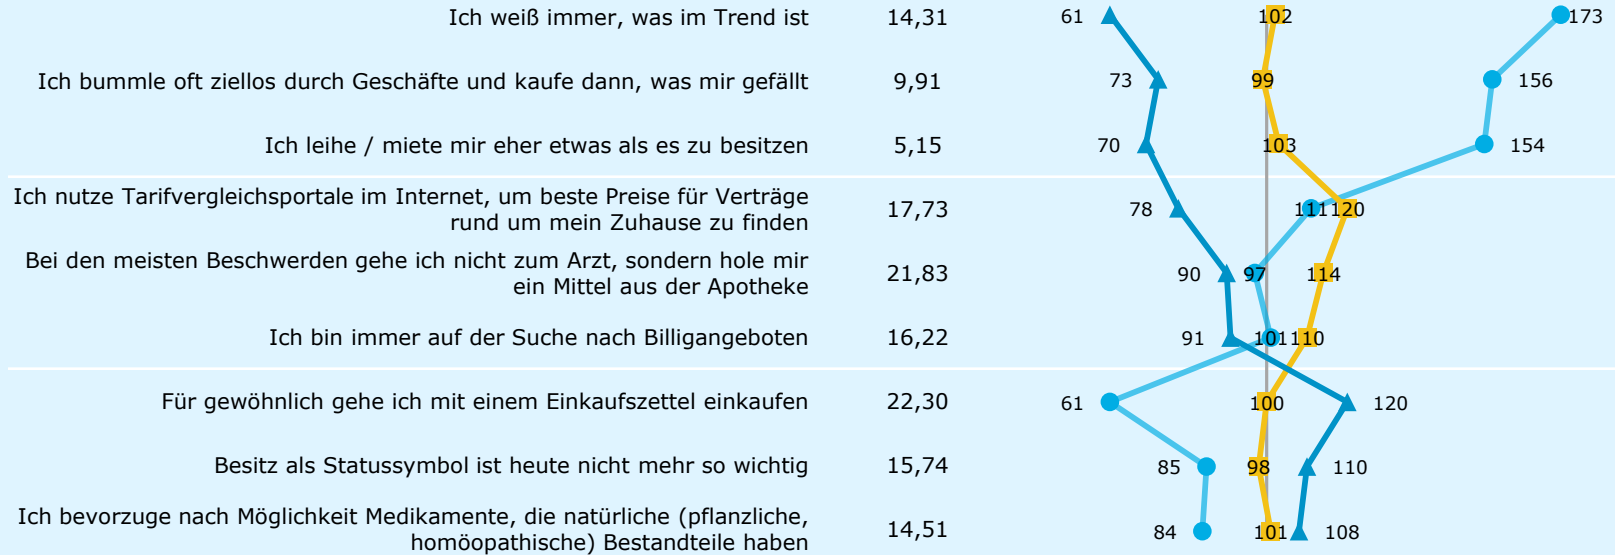 Ich weiß immer, was im Trend ist 14,31 61 102 173
Ich bummle oft ziellos durch Geschäfte und kaufe dann, was mir gefällt 9,91 73 99 156
Ich leihe / miete mir eher etwas als es zu besitzen 5,15 70 103 154
Ich nutze Tarifvergleichsportale im Internet, um beste Preise für Verträge
rund um mein Zuhause zu finden 17,73 78 111 120
Bei den meisten Beschwerden gehe ich nicht zum Arzt, sondern hole mir
ein Mittel aus der Apotheke 21,83 90 97 114
Ich bin immer auf der Suche nach Billigangeboten 16,22 91 101 110
Für gewöhnlich gehe ich mit einem Einkaufszettel einkaufen 22,30 61 100 120
Besitz als Statussymbol ist heute nicht mehr so wichtig 15,74 85 98 110
Ich bevorzuge nach Möglichkeit Medikamente, die natürliche (pflanzliche,
homöopathische) Bestandteile haben 14,51 84 101 108